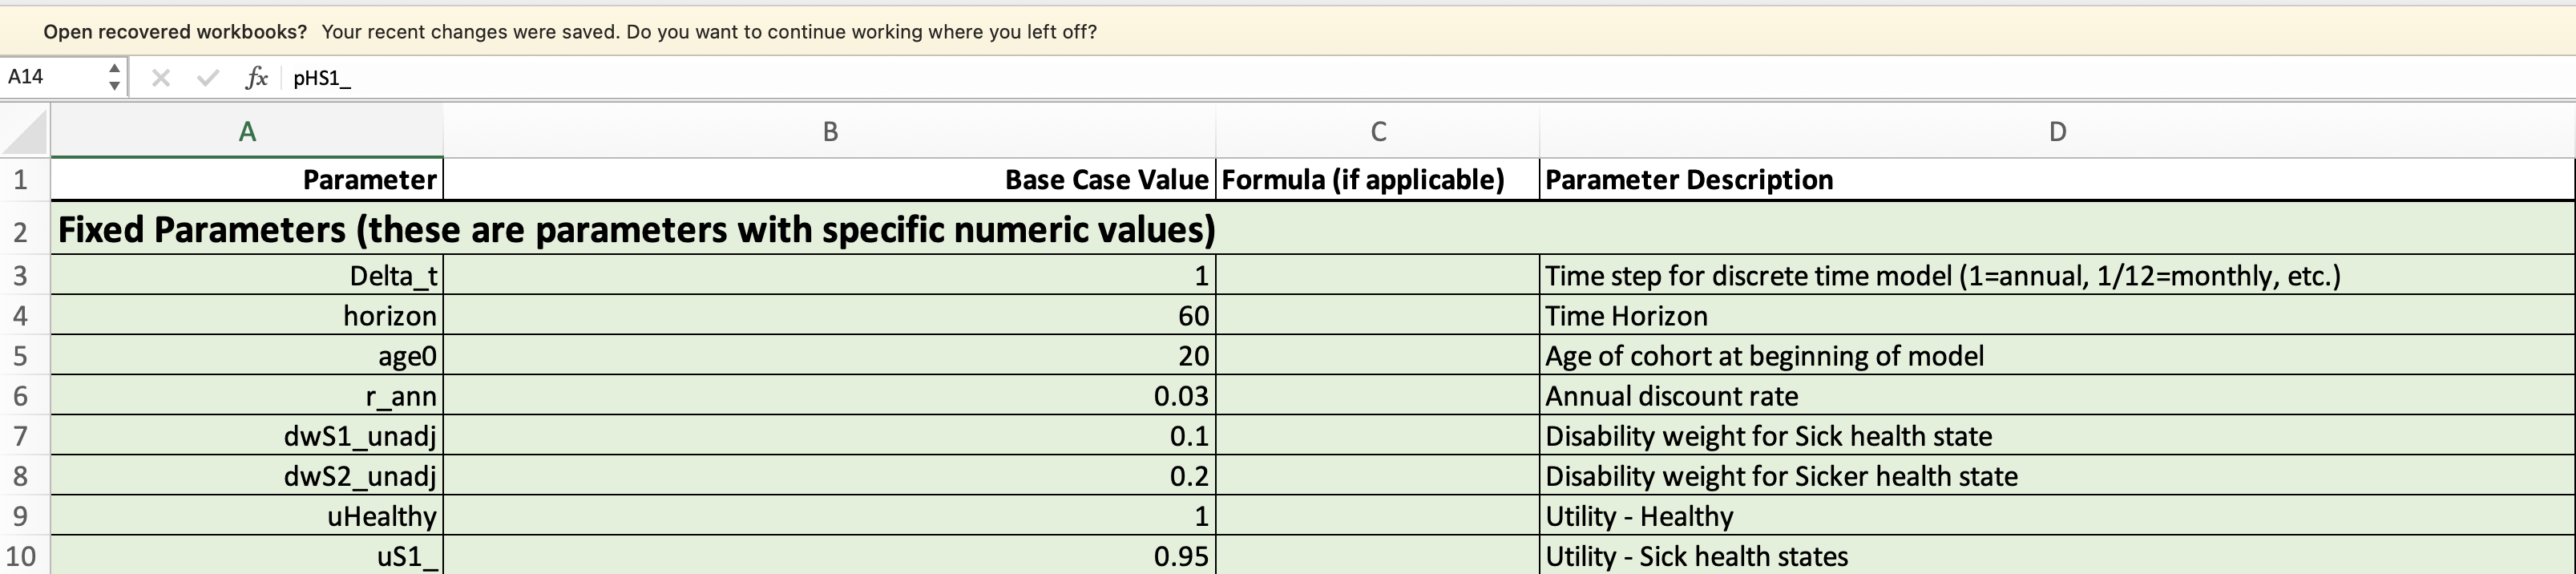 Open recovered workbooks? Your recent changes were saved. Do you want to continue working where you left off?
A14 fx pHS1_
A B C D
1 Parameter Base Case Value Formula (if applicable) Parameter Description
2 Fixed Parameters (these are parameters with specific numeric values)
3 Delta_t 1 Time step for discrete time model (1=annual, 1/12=monthly, etc.)
4 horizon 60 Time Horizon
5 age0 20 Age of cohort at beginning of model
6 r_ann 0.03 Annual discount rate
7 dwS1_unadj 0.1 Disability weight for Sick health state
8 dwS2_unadj 0.2 Disability weight for Sicker health state
9 uHealthy 1 Utility - Healthy
10 uS1_ 0.95 Utility - Sick health states